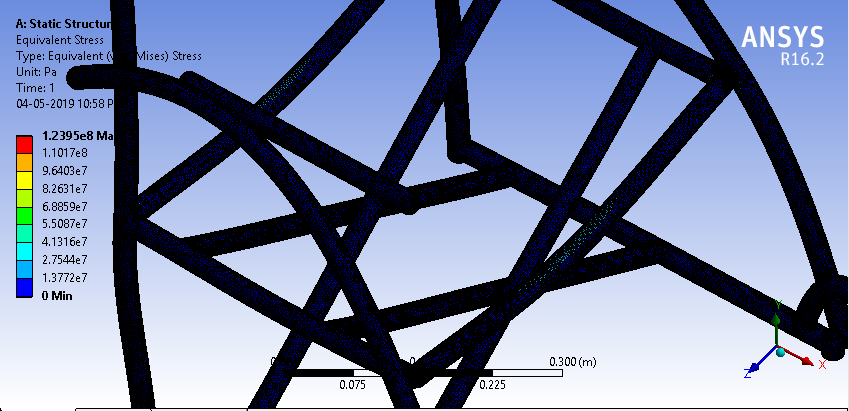 A: Static Structur
Equivalent Stress
Type: Equivalent (v Mises) Stress
Unit: Pa
Time: 1
04-05-2019 10:58 P
1.2395e8 Ma
1.1017e8
9.6403e7
8.2631e7
6.8859e7
5.5087e7
4.1316e7
2.7544e7
1.3772e7
0 Min
ANSYS
R16.2
0.300 (m)
0.075
0.225
Y
X
Z